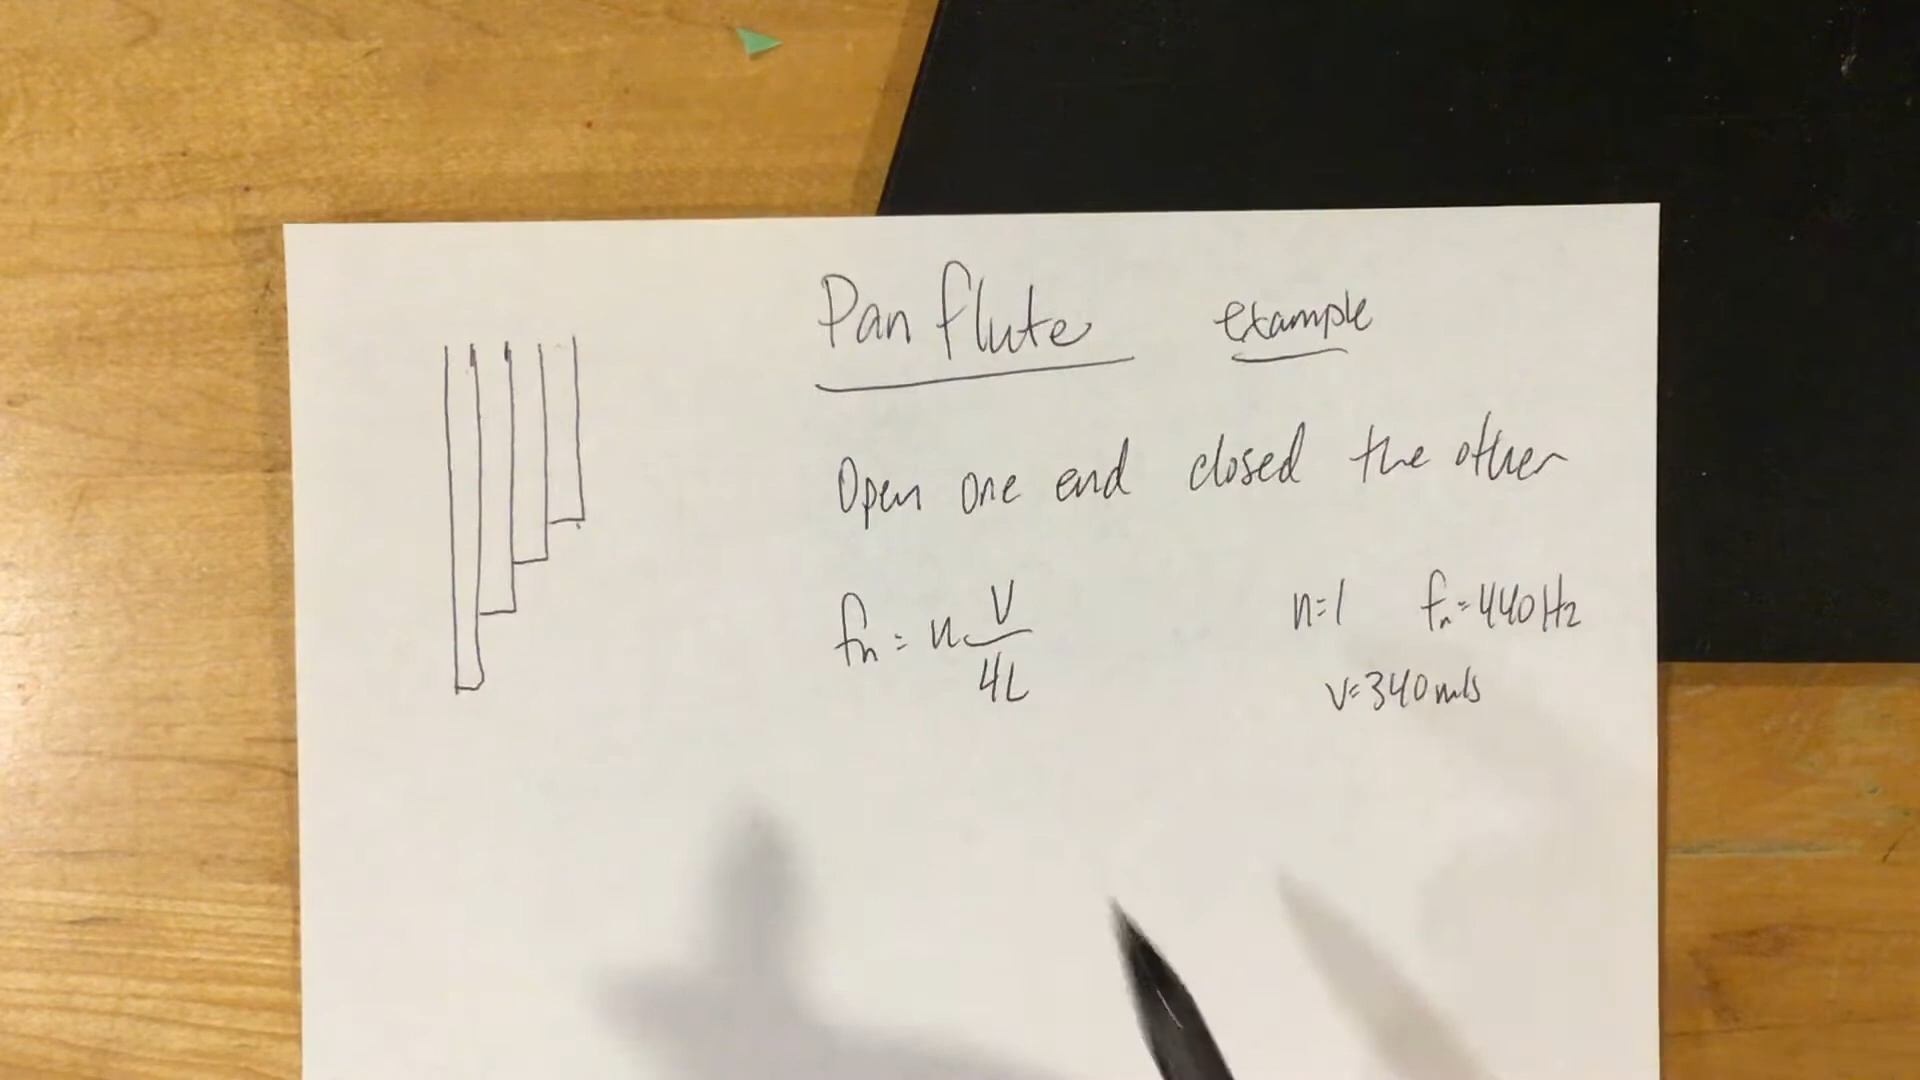 Pan flute example
Open one end closed the other
fn = n V/4L
n=1 fn=440Hz
V=340m/s